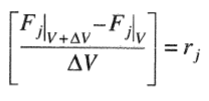 [ (F_j|_{V+ΔV} − F_j|_V) / ΔV ] = r_j